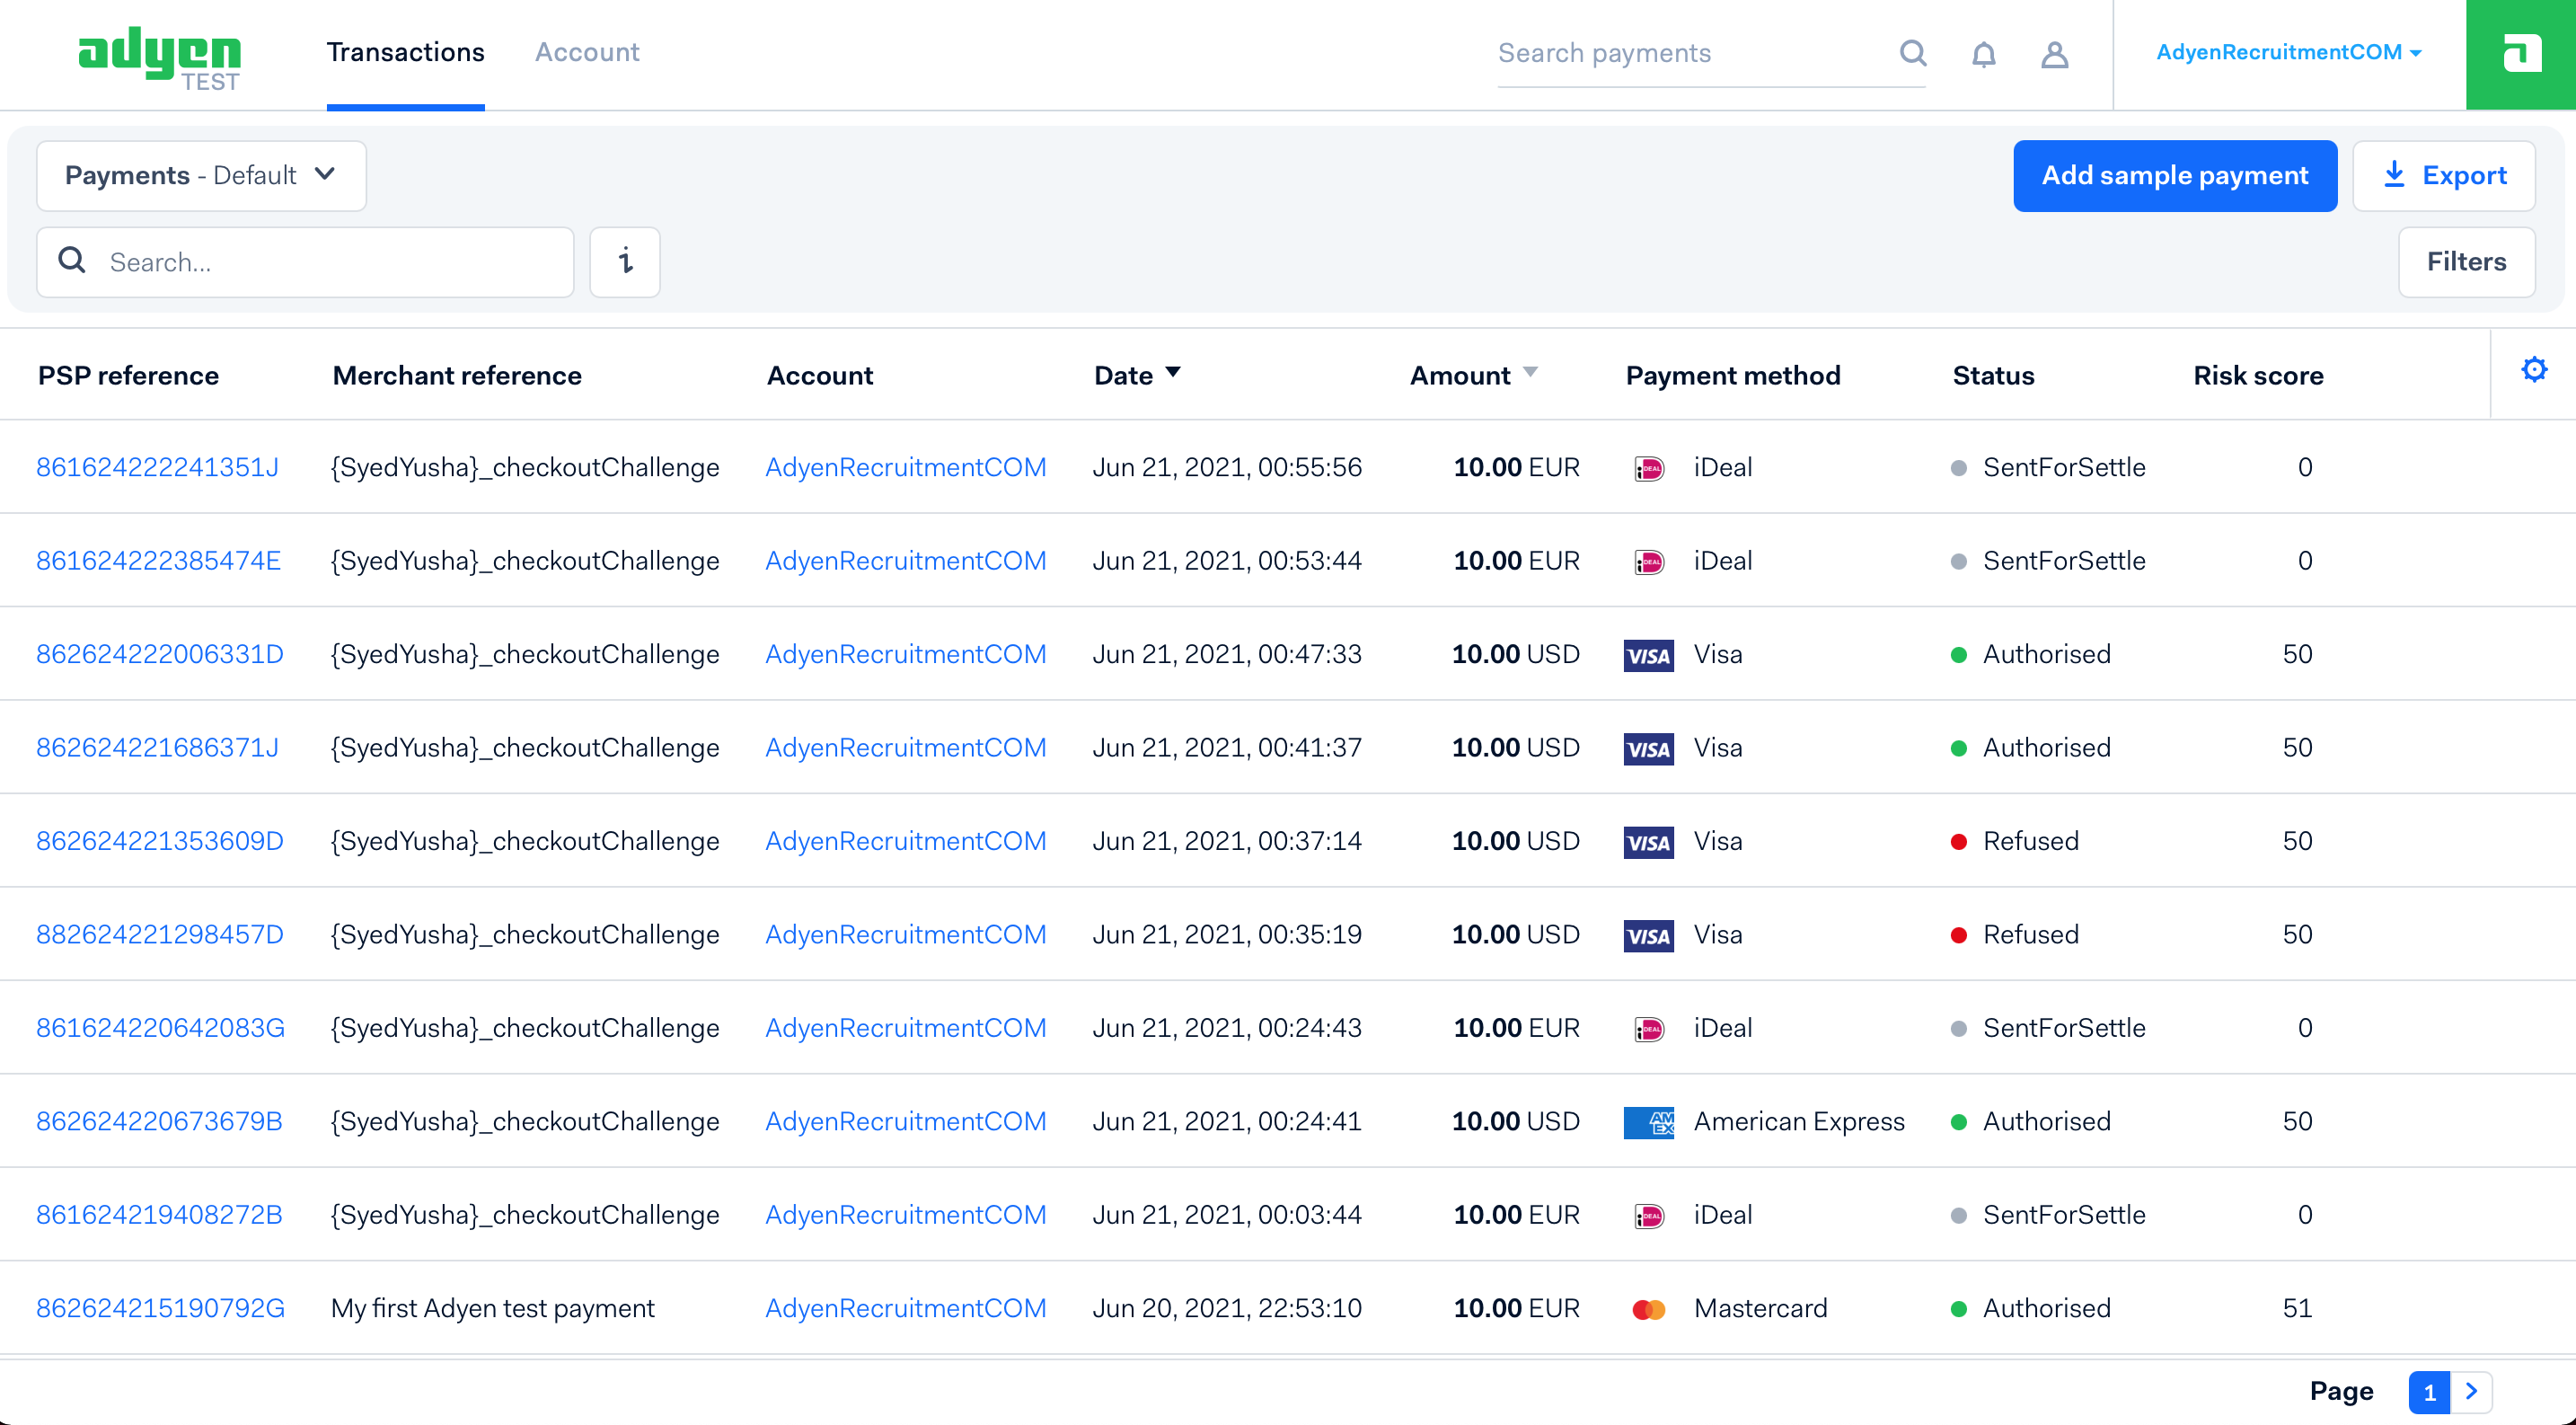 adyen TEST Transactions Account Search payments AdyenRecruitmentCOM
Payments - Default Add sample payment Export
Search... i Filters
PSP reference Merchant reference Account Date Amount Payment method Status Risk score
861624222241351J {SyedYusha}_checkoutChallenge AdyenRecruitmentCOM Jun 21, 2021, 00:55:56 10.00 EUR iDEAL iDeal SentForSettle 0
861624222385474E {SyedYusha}_checkoutChallenge AdyenRecruitmentCOM Jun 21, 2021, 00:53:44 10.00 EUR iDEAL iDeal SentForSettle 0
862624222006331D {SyedYusha}_checkoutChallenge AdyenRecruitmentCOM Jun 21, 2021, 00:47:33 10.00 USD VISA Visa Authorised 50
862624221686371J {SyedYusha}_checkoutChallenge AdyenRecruitmentCOM Jun 21, 2021, 00:41:37 10.00 USD VISA Visa Authorised 50
862624221353609D {SyedYusha}_checkoutChallenge AdyenRecruitmentCOM Jun 21, 2021, 00:37:14 10.00 USD VISA Visa Refused 50
882624221298457D {SyedYusha}_checkoutChallenge AdyenRecruitmentCOM Jun 21, 2021, 00:35:19 10.00 USD VISA Visa Refused 50
861624220642083G {SyedYusha}_checkoutChallenge AdyenRecruitmentCOM Jun 21, 2021, 00:24:43 10.00 EUR iDEAL iDeal SentForSettle 0
862624220673679B {SyedYusha}_checkoutChallenge AdyenRecruitmentCOM Jun 21, 2021, 00:24:41 10.00 USD AM EX American Express Authorised 50
861624219408272B {SyedYusha}_checkoutChallenge AdyenRecruitmentCOM Jun 21, 2021, 00:03:44 10.00 EUR iDEAL iDeal SentForSettle 0
862624215190792G My first Adyen test payment AdyenRecruitmentCOM Jun 20, 2021, 22:53:10 10.00 EUR Mastercard Authorised 51
Page 1